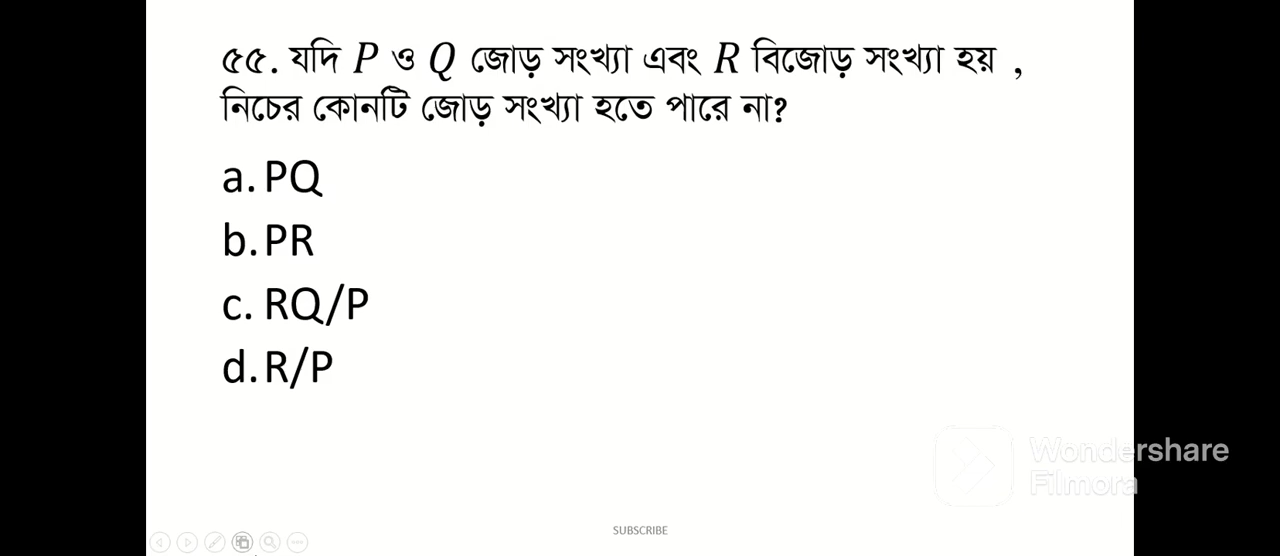 ৫৫. যদি P ও Q জোড় সংখ্যা এবং R বিজোড় সংখ্যা হয় ,
নিচের কোনটি জোড় সংখ্যা হতে পারে না?
a. PQ
b. PR
c. RQ/P
d. R/P
Wondershare
Filmora
SUBSCRIBE